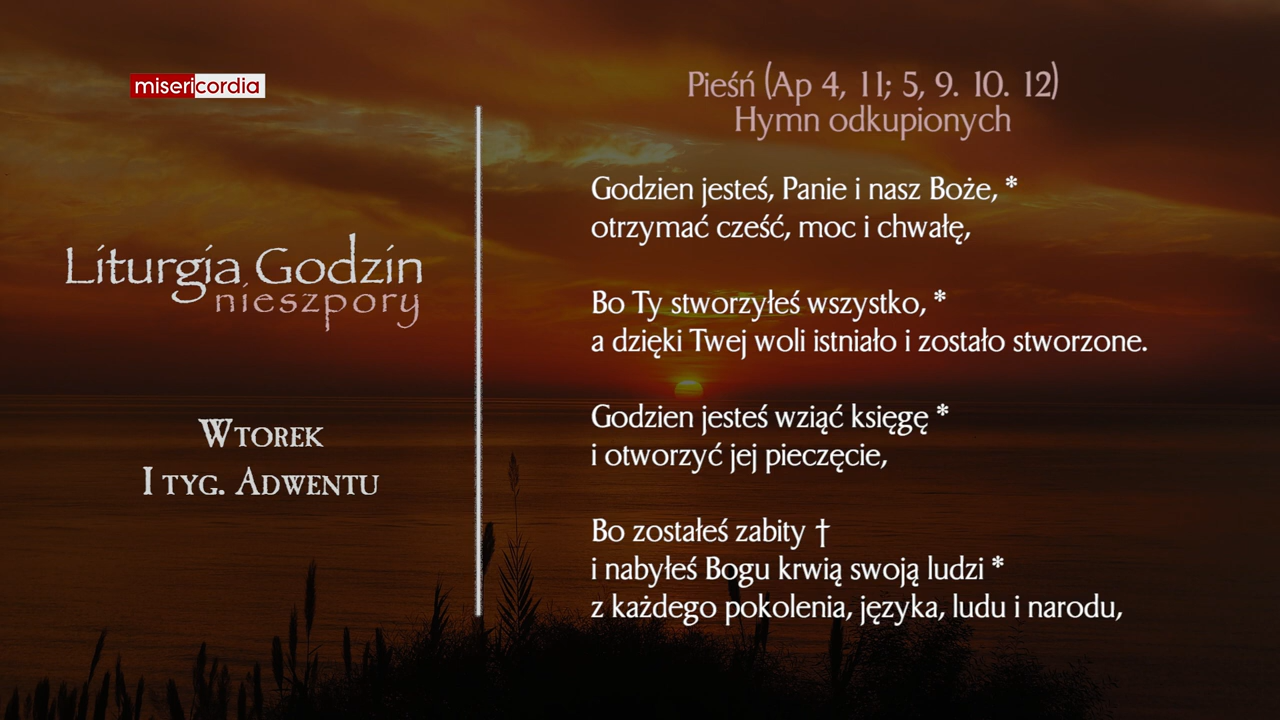 misericordia
Liturgia Godzin
nieszpory
Wtorek
I tyg. Adwentu
Pieśń (Ap 4, 11; 5, 9. 10. 12)
Hymn odkupionych
Godzien jesteś, Panie i nasz Boże, *
otrzymać cześć, moc i chwałę,
Bo Ty stworzyłeś wszystko, *
a dzięki Twej woli istniało i zostało stworzone.
Godzien jesteś wziąć księgę *
i otworzyć jej pieczęcie,
Bo zostałeś zabity †
i nabyłeś Bogu krwią swoją ludzi *
z każdego pokolenia, języka, ludu i narodu,